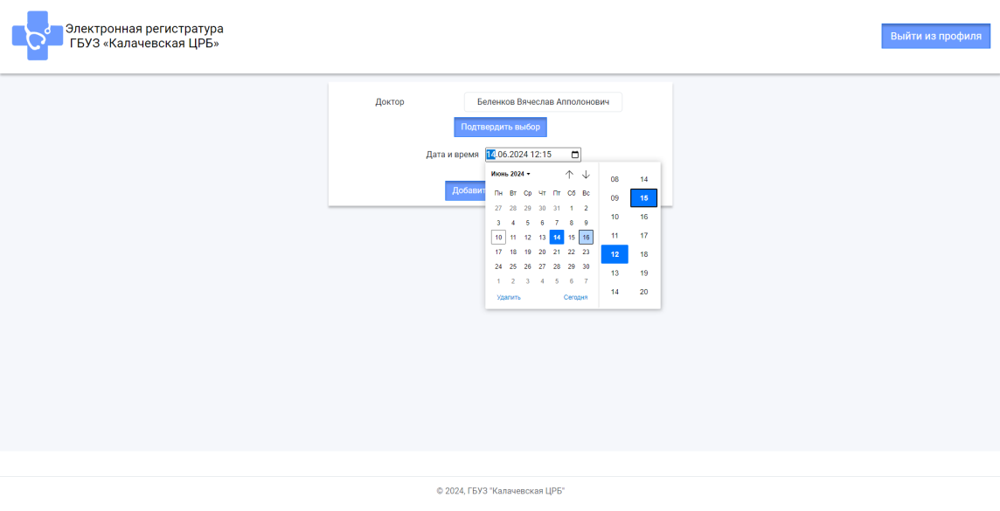 Электронная регистратура
ГБУЗ «Калачевская ЦРБ»
Выйти из профиля
Доктор Беленков Вячеслав Апполонович
Подтвердить выбор
Дата и время 14.06.2024 12:15
Добавит
Июнь 2024
Пн Вт Ср Чт Пт Сб Вс
27 28 29 30 31 1 2
3 4 5 6 7 8 9
10 11 12 13 14 15 16
17 18 19 20 21 22 23
24 25 26 27 28 29 30
1 2 3 4 5 6 7
Удалить Сегодня
08 14
09 15
10 16
11 17
12 18
13 19
14 20
© 2024, ГБУЗ "Калачевская ЦРБ"